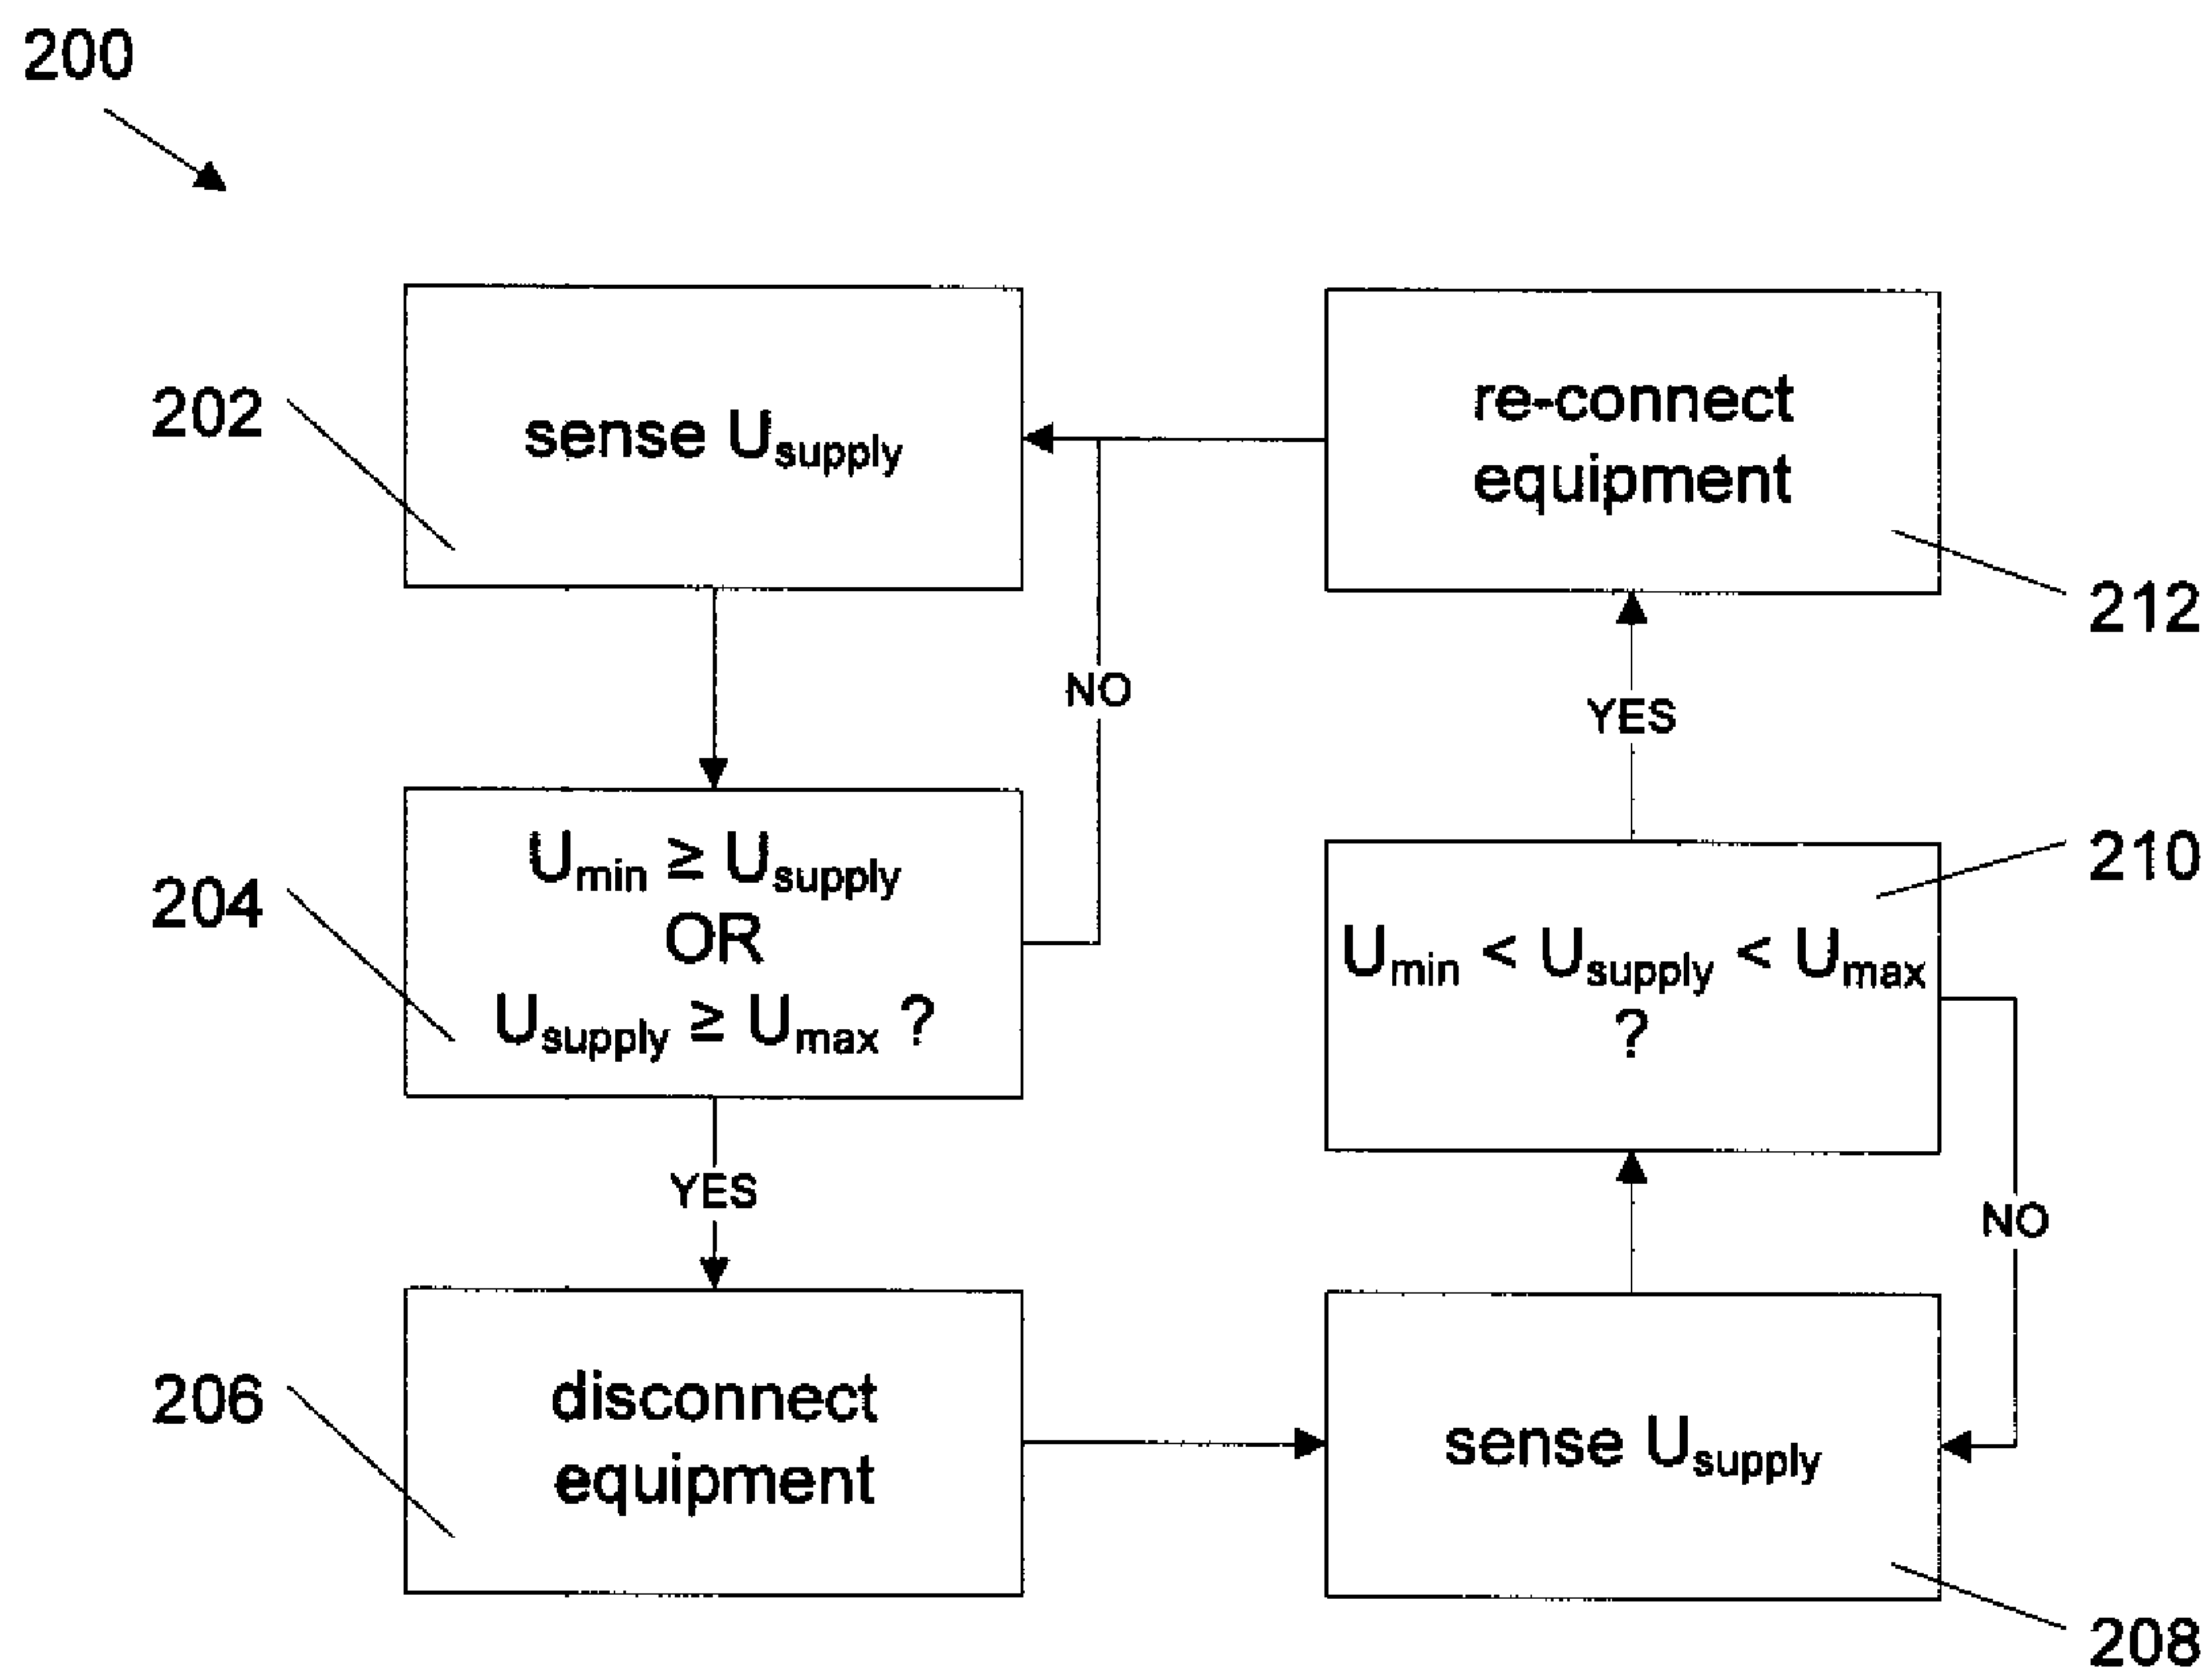 200
202
sense Usupply
re-connect
equipment
212
NO
YES
204
Umin ≥ Usupply
OR
Usupply ≥ Umax ?
210
Umin < Usupply < Umax
?
YES
NO
206
disconnect
equipment
sense Usupply
208